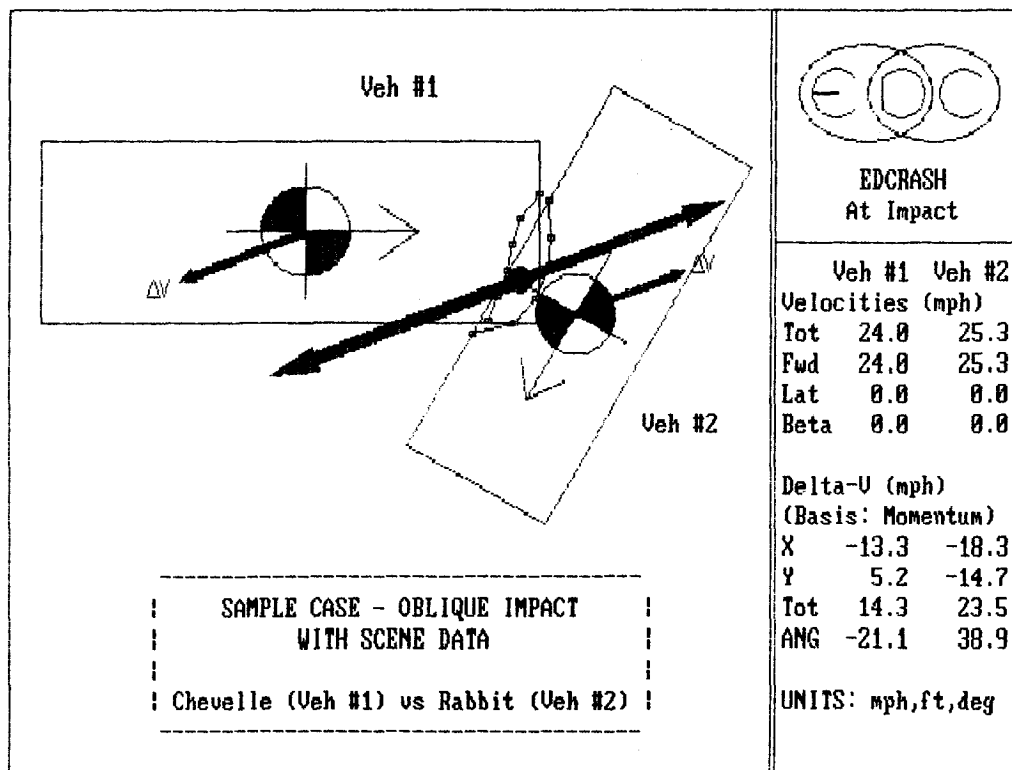 Veh #1
ΔV
ΔV
Veh #2
SAMPLE CASE - OBLIQUE IMPACT
WITH SCENE DATA
Chevelle (Veh #1) vs Rabbit (Veh #2)
EDCRASH
At Impact
Veh #1 Veh #2
Velocities (mph)
Tot 24.0 25.3
Fwd 24.0 25.3
Lat 0.0 0.0
Beta 0.0 0.0
Delta-V (mph)
(Basis: Momentum)
X -13.3 -18.3
Y 5.2 -14.7
Tot 14.3 23.5
ANG -21.1 38.9
UNITS: mph,ft,deg